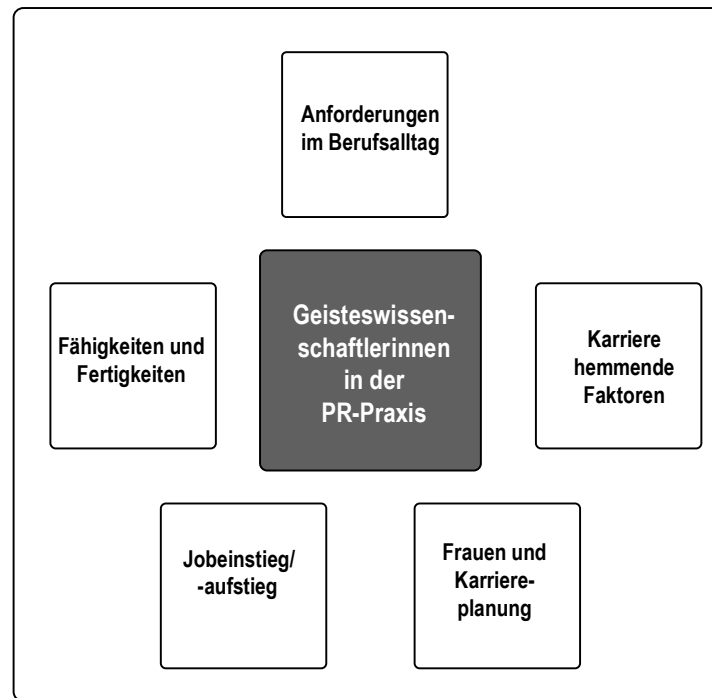 Anforderungen
im Berufsalltag
Geisteswissen-
schaftlerinnen
in der
PR-Praxis
Fähigkeiten und
Fertigkeiten
Karriere
hemmende
Faktoren
Jobeinstieg/
-aufstieg
Frauen und
Karriere-
planung